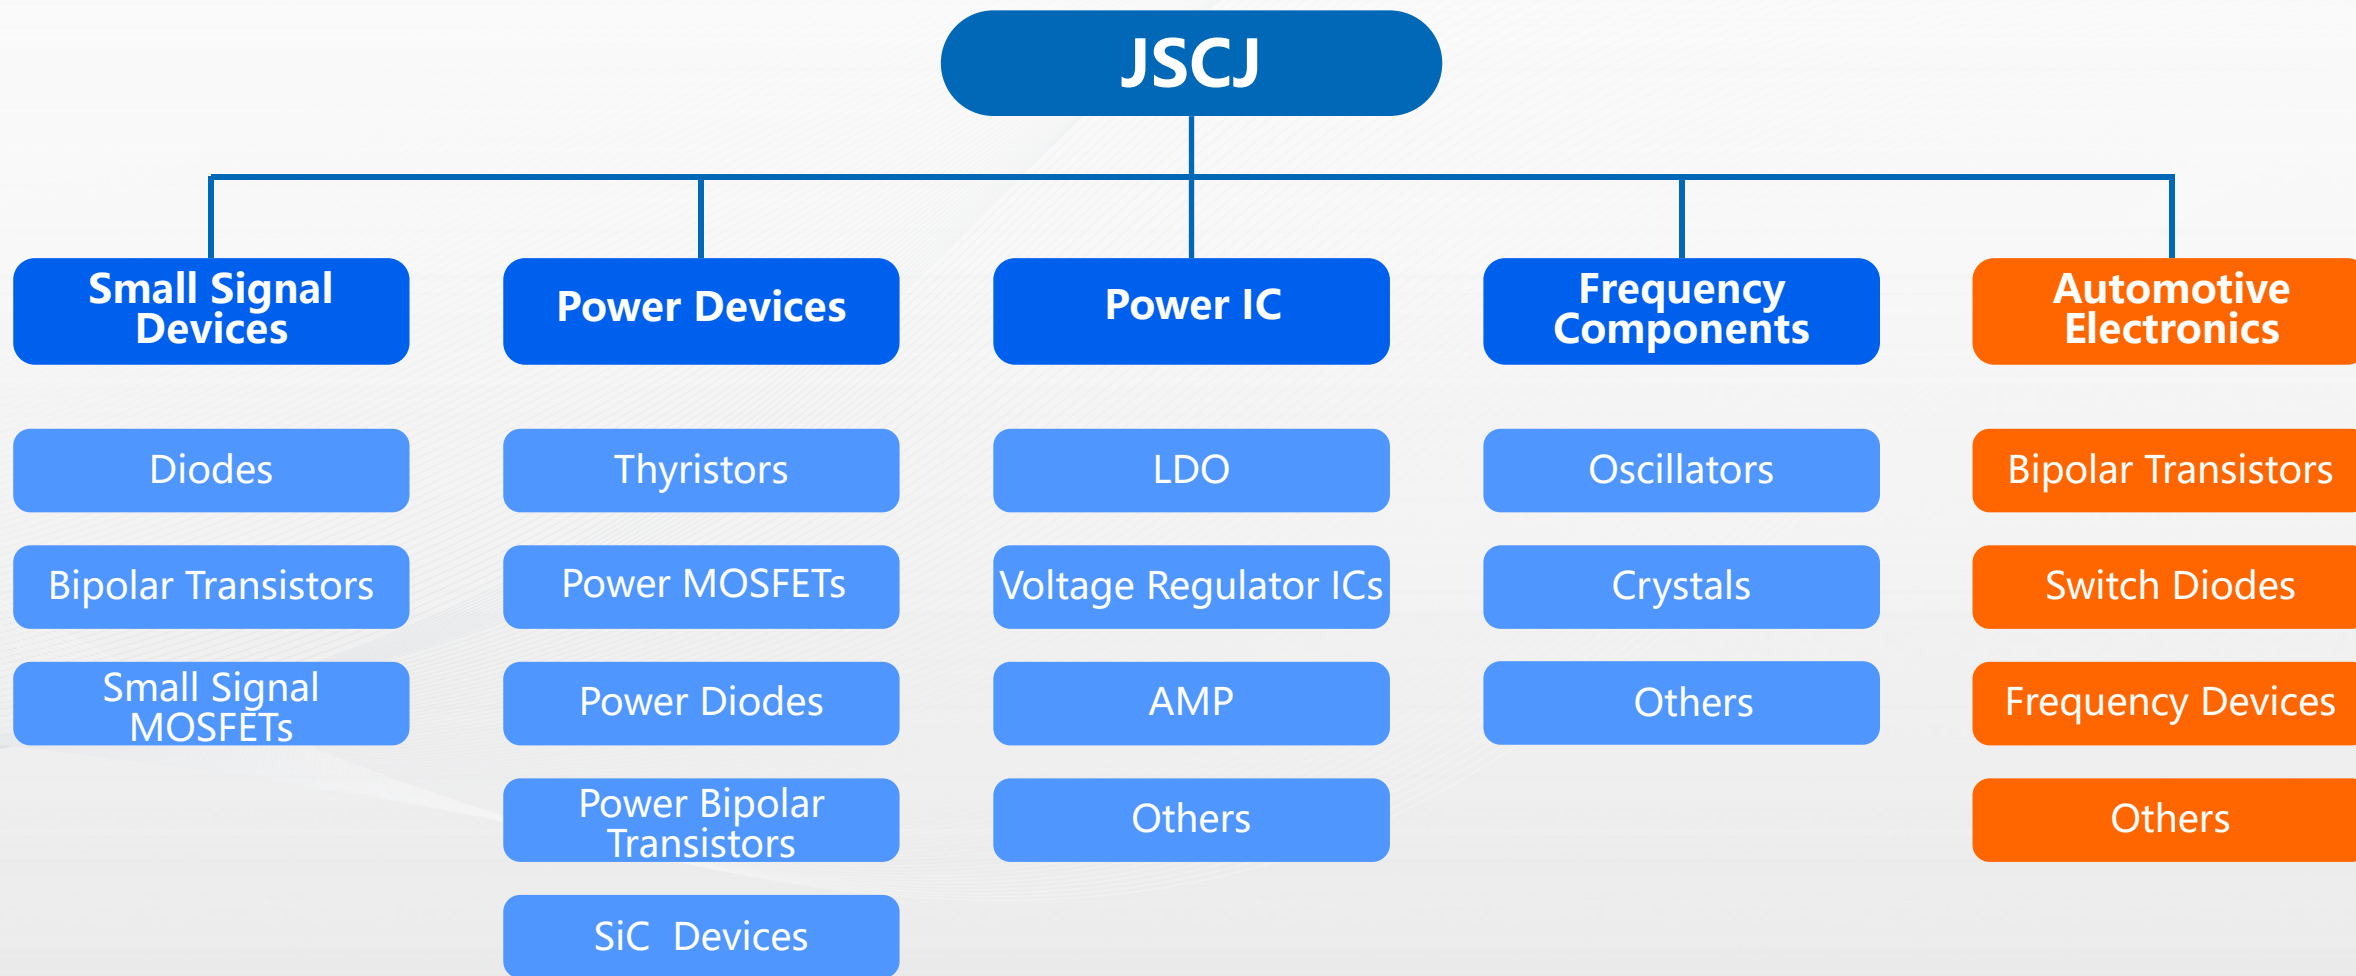 JSCJ
Small Signal
Devices
Power Devices
Power IC
Frequency
Components
Automotive
Electronics
Diodes
Thyristors
LDO
Oscillators
Bipolar Transistors
Bipolar Transistors
Power MOSFETs
Voltage Regulator ICs
Crystals
Switch Diodes
Small Signal
MOSFETs
Power Diodes
AMP
Others
Frequency Devices
Power Bipolar
Transistors
Others
Others
SiC  Devices